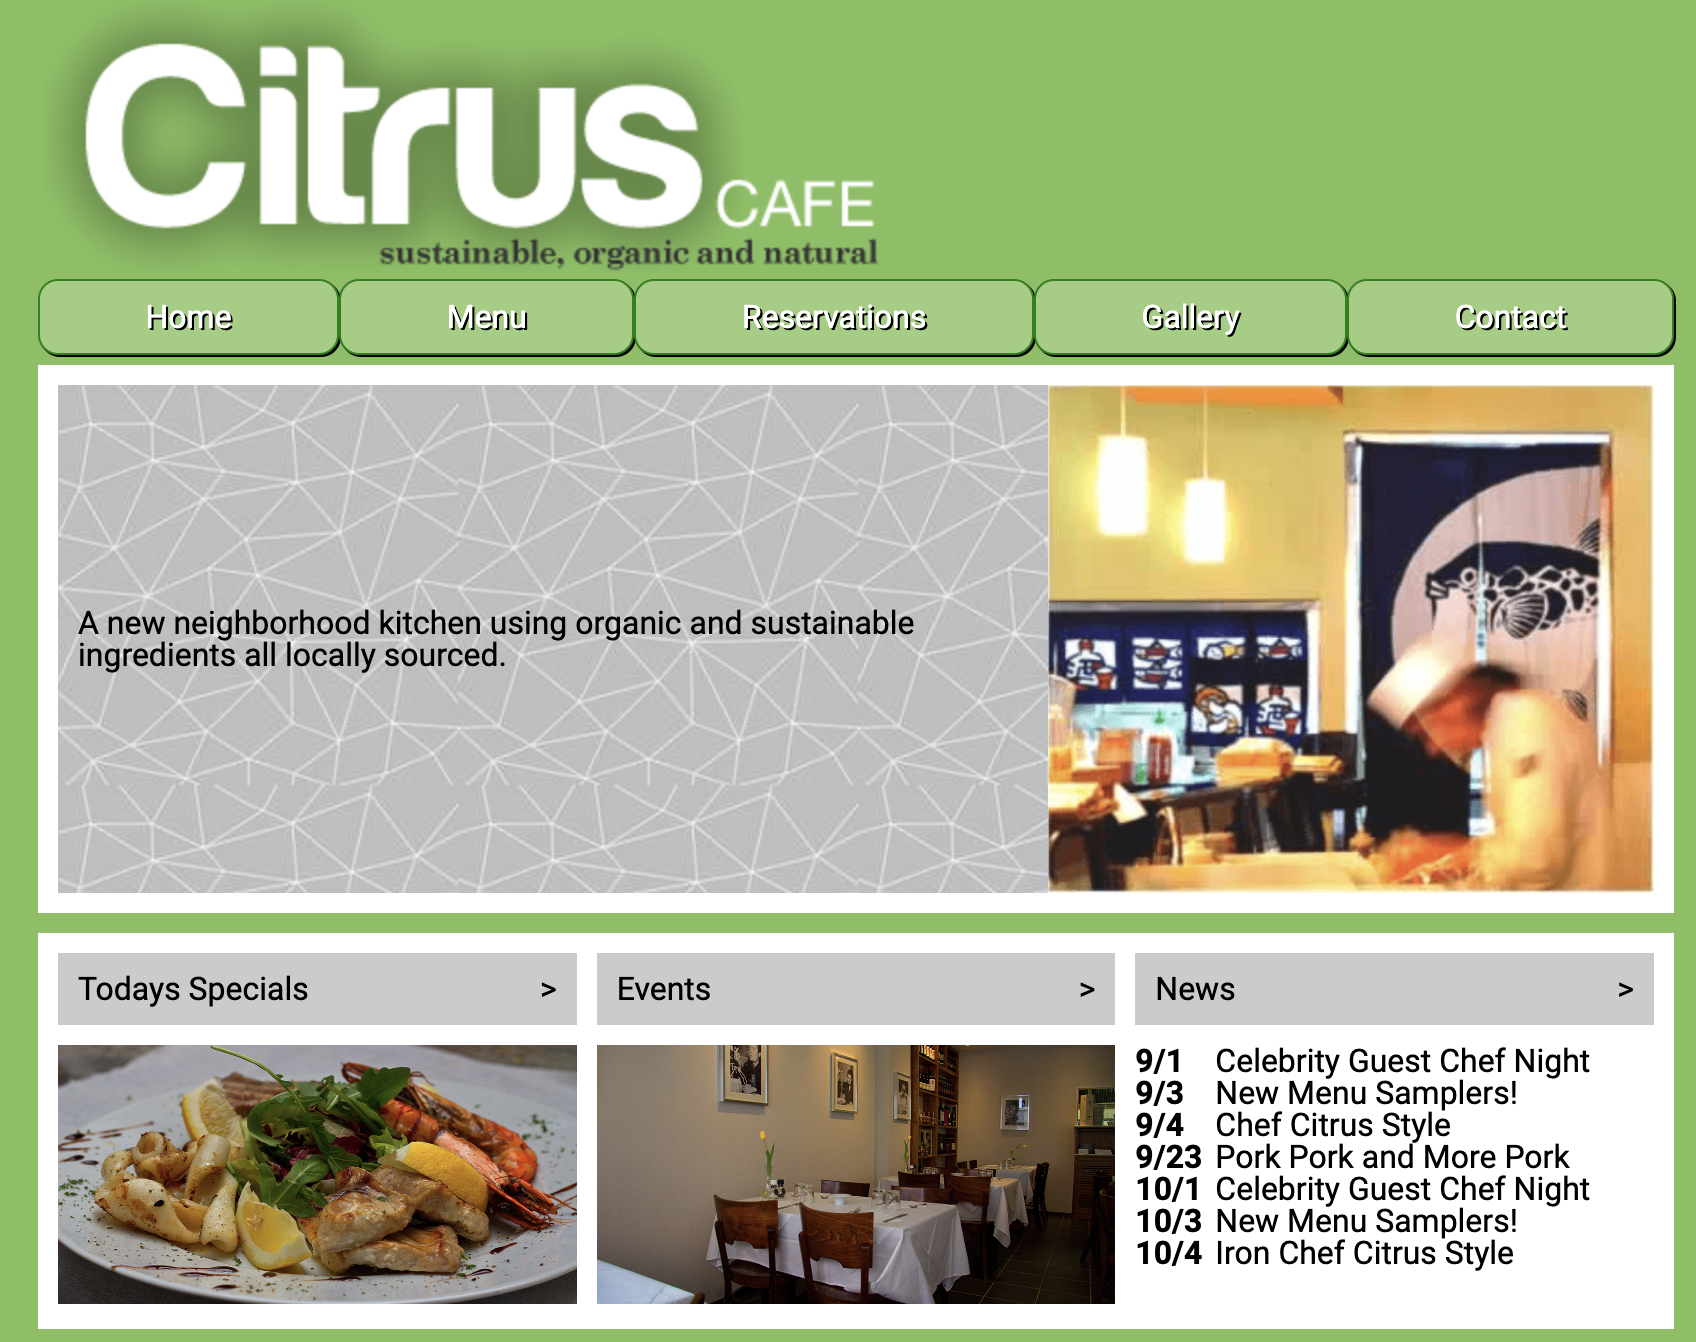 Citrus CAFE
sustainable, organic and natural
Home Menu Reservations Gallery Contact
A new neighborhood kitchen using organic and sustainable
ingredients all locally sourced.
Todays Specials >
Events >
News >
9/1 Celebrity Guest Chef Night
9/3 New Menu Samplers!
9/4 Chef Citrus Style
9/23 Pork Pork and More Pork
10/1 Celebrity Guest Chef Night
10/3 New Menu Samplers!
10/4 Iron Chef Citrus Style